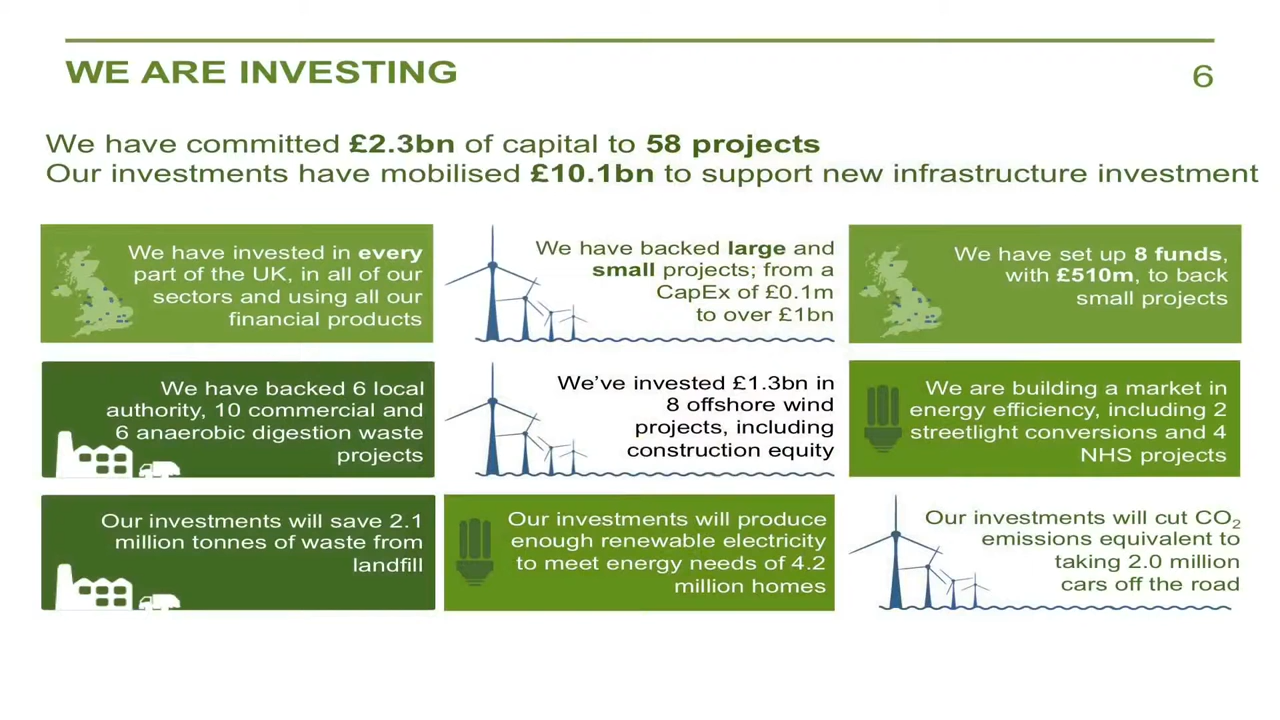 WE ARE INVESTING
6
We have committed £2.3bn of capital to 58 projects
Our investments have mobilised £10.1bn to support new infrastructure investment
We have invested in every
part of the UK, in all of our
sectors and using all our
financial products
We have backed large and
small projects; from a
CapEx of £0.1m
to over £1bn
We have set up 8 funds,
with £510m, to back
small projects
We have backed 6 local
authority, 10 commercial and
6 anaerobic digestion waste
projects
We've invested £1.3bn in
8 offshore wind
projects, including
construction equity
We are building a market in
energy efficiency, including 2
streetlight conversions and 4
NHS projects
Our investments will save 2.1
million tonnes of waste from
landfill
Our investments will produce
enough renewable electricity
to meet energy needs of 4.2
million homes
Our investments will cut CO₂
emissions equivalent to
taking 2.0 million
cars off the road